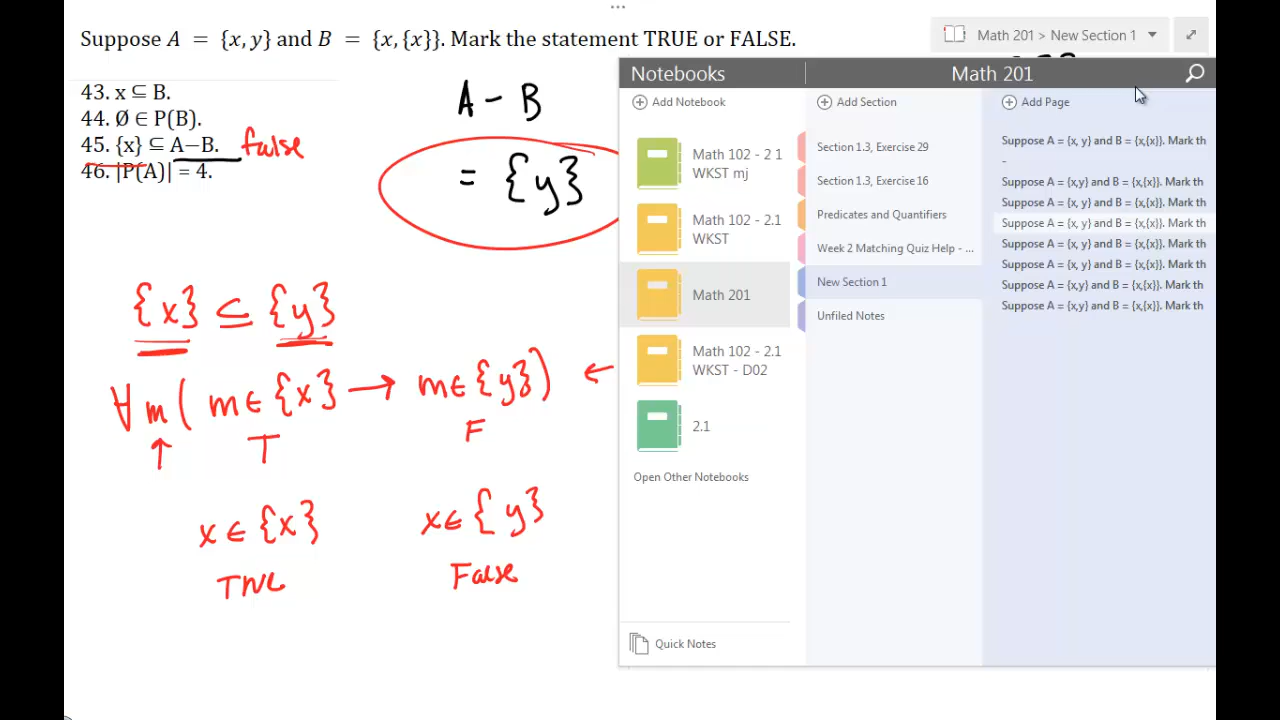 Suppose A = {x, y} and B = {x, {x}}. Mark the statement TRUE or FALSE.
43. x ⊆ B.
44. Ø ∈ P(B).
45. {x} ⊆ A−B. false
46. |P(A)| = 4.
A - B
= {y}
{x} ⊆ {y}
∀m ( m ∈ {x} → m ∈ {y} ) ←
↑ T F
x ∈ {x} x ∈ {y}
True False
Math 201 > New Section 1
Notebooks
Math 201
Add Notebook
Add Section
Add Page
Math 102 - 2 1
WKST mj
Math 102 - 2.1
WKST
Math 201
Math 102 - 2.1
WKST - D02
2.1
Open Other Notebooks
Quick Notes
Section 1.3, Exercise 29
Section 1.3, Exercise 16
Predicates and Quantifiers
Week 2 Matching Quiz Help - ...
New Section 1
Unfiled Notes
Suppose A = {x, y} and B = {x,{x}}. Mark th
-
Suppose A = {x,y} and B = {x,{x}}. Mark th
Suppose A = {x, y} and B = {x,{x}}. Mark th
Suppose A = {x, y} and B = {x,{x}}. Mark th
Suppose A = {x, y} and B = {x,{x}}. Mark th
Suppose A = {x, y} and B = {x,{x}}. Mark th
Suppose A = {x, y} and B = {x,{x}}. Mark th
Suppose A = {x,y} and B = {x,{x}}. Mark th